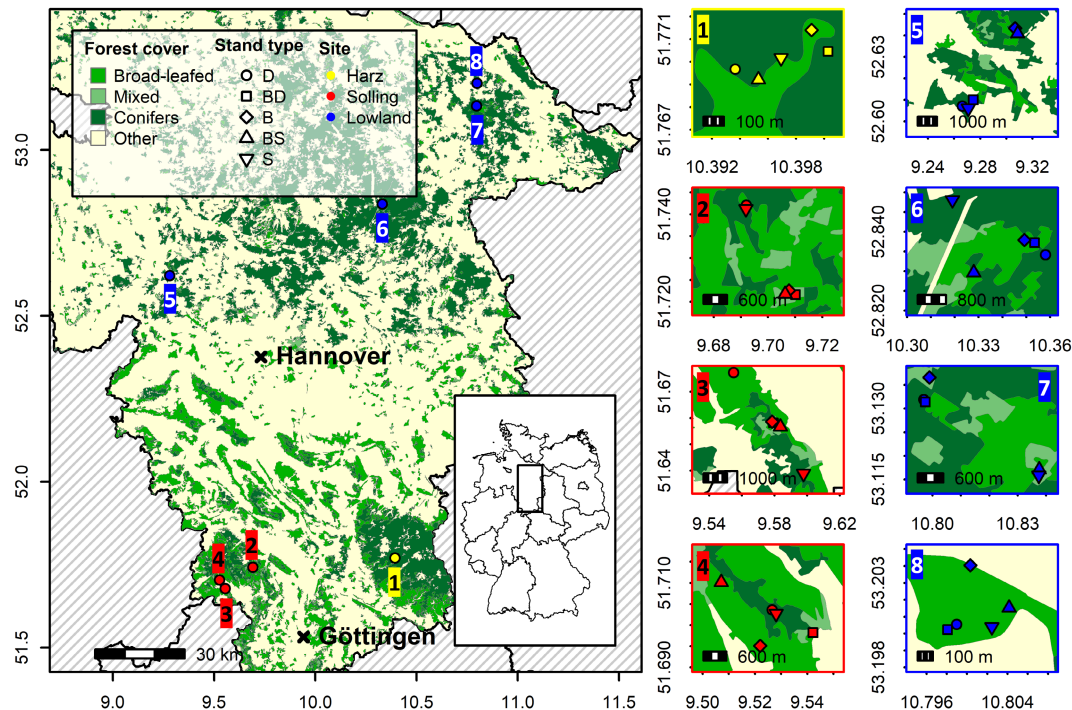 Forest cover
Broad-leafed
Mixed
Conifers
Other
Stand type
D
BD
B
BS
S
Site
Harz
Solling
Lowland
8
7
6
5
Hannover
2
4
3
1
Göttingen
30 km
53.0
52.5
52.0
51.5
9.0
9.5
10.0
10.5
11.0
11.5
1
100 m
51.771
51.767
10.392
10.398
5
1000 m
52.63
52.60
9.24
9.28
9.32
2
600 m
51.740
51.720
9.68
9.70
9.72
6
800 m
52.840
52.820
10.30
10.33
10.36
3
1000 m
51.67
51.64
9.54
9.58
9.62
7
600 m
53.130
53.115
10.80
10.83
4
600 m
51.710
51.690
9.50
9.52
9.54
8
100 m
53.203
53.198
10.796
10.804